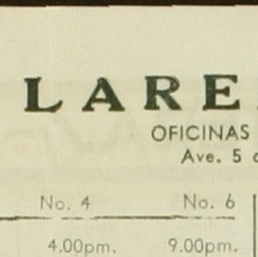 LARE
OFICINAS
Ave. 5
No. 4 No. 6
4.00pm. 9.00pm.